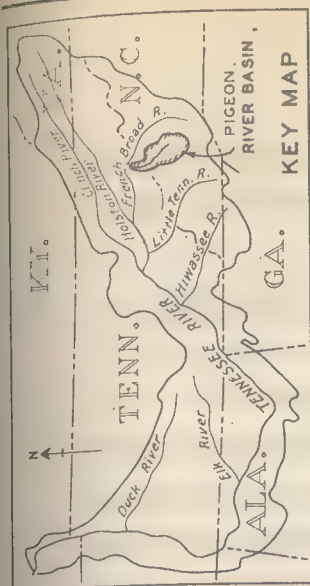 KY.
N. C.
Clinch River
Holston River
French Broad R.
PIGEON
RIVER BASIN
Little Tenn. R.
Hiwassee R.
TENNESSEE RIVER
TENN.
N
Duck River
Elk River
ALA.
GA.
KEY MAP